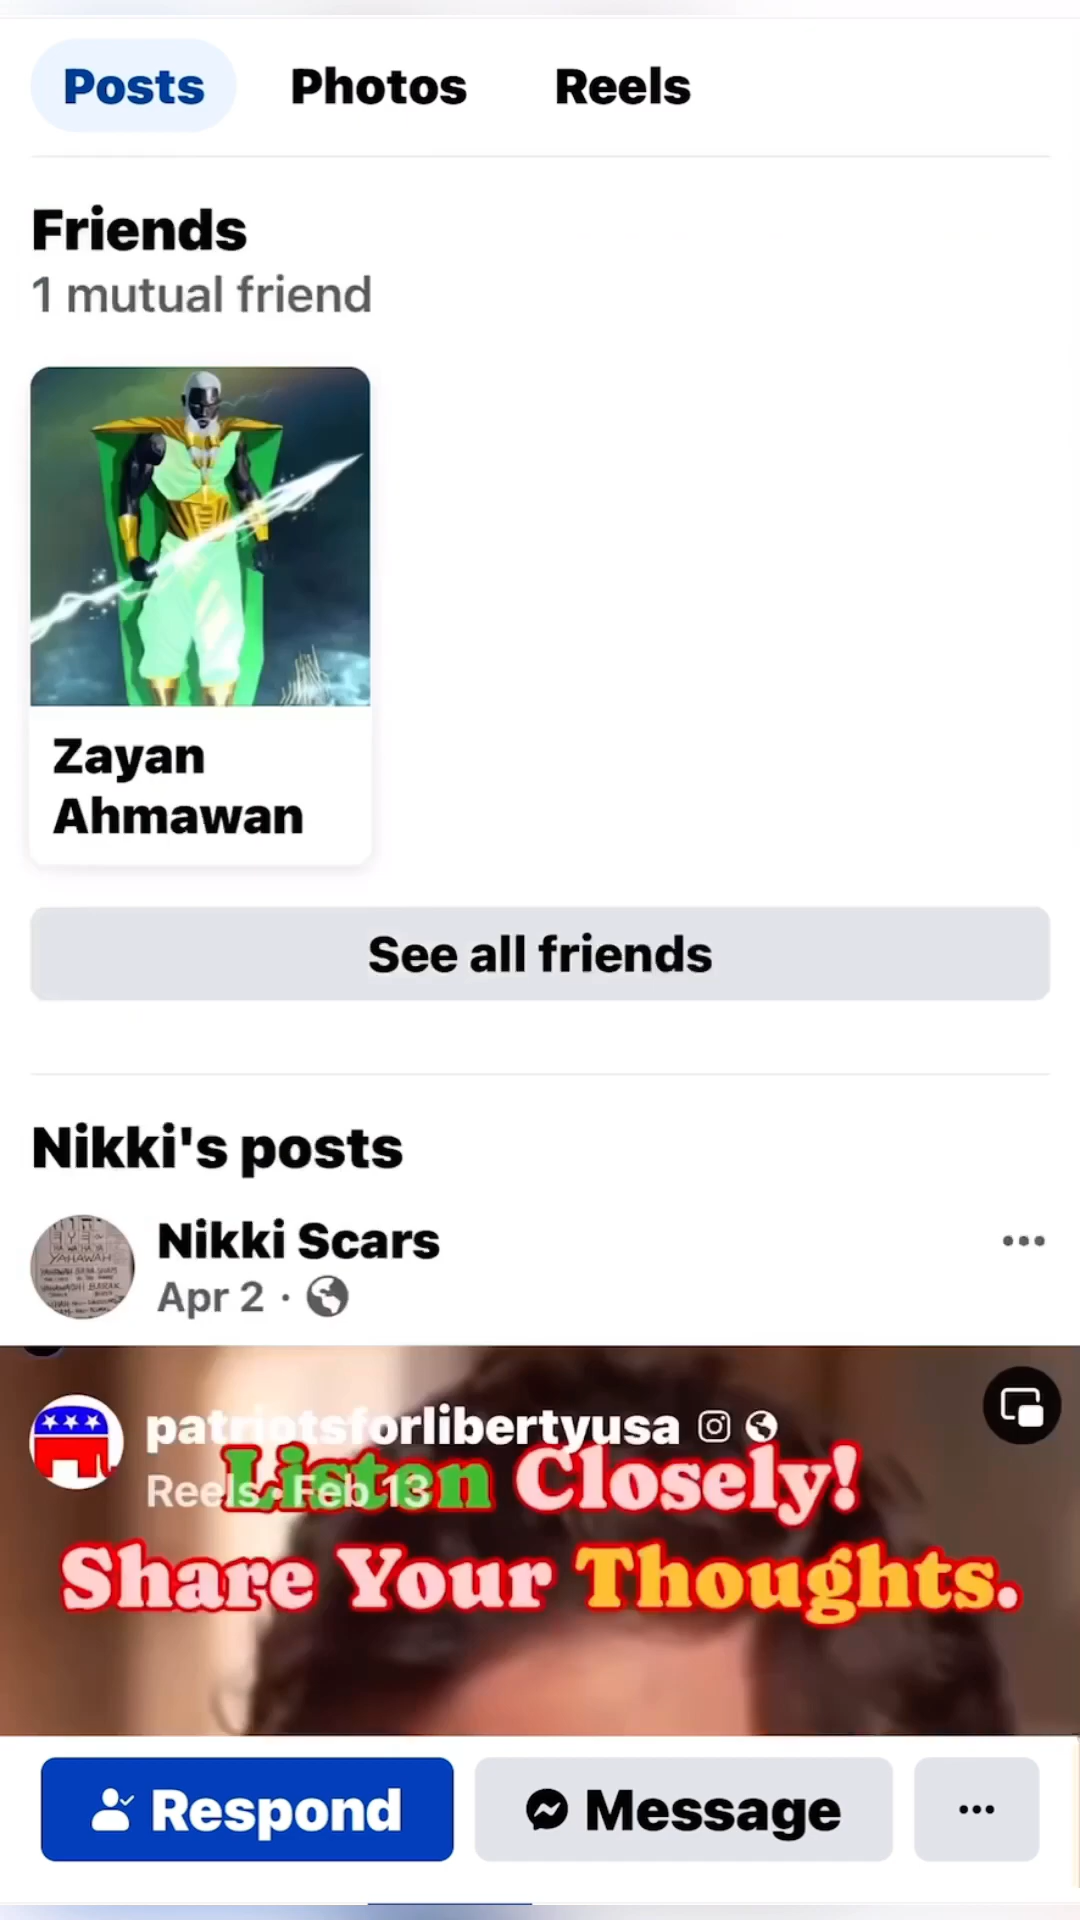 Posts Photos Reels
Friends
1 mutual friend
Zayan
Ahmawan
See all friends
Nikki's posts
Nikki Scars
Apr 2 ·
YAHAWAH
patriotsforlibertyusa
Reels · Feb 13
Listen Closely!
Share Your Thoughts.
Respond Message